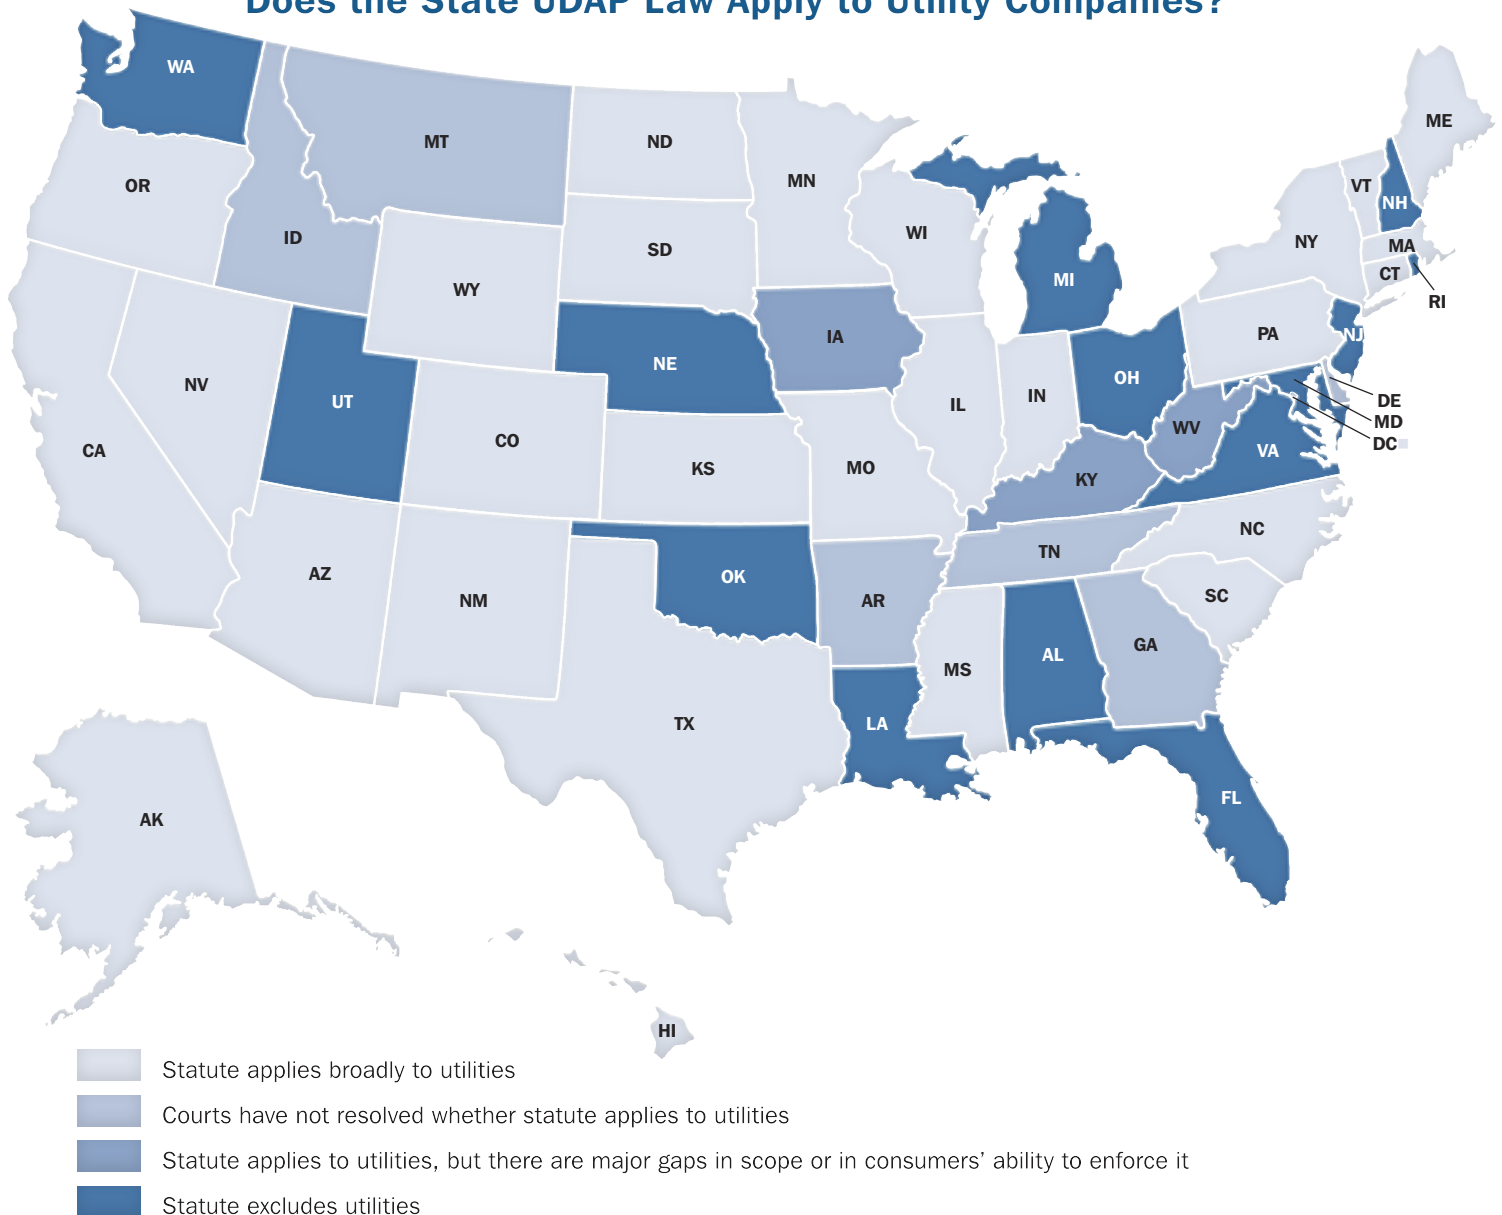 Does the State UDAP Law Apply to Utility Companies?
WA
MT
ND
MN
ME
OR
ID
SD
WI
VT
NH
NY
MA
CT
RI
WY
MI
IA
PA
NJ
NE
NV
UT
OH
IN
IL
DE
MD
DC
WV
VA
CO
CA
KS
MO
KY
NC
TN
AZ
NM
OK
AR
SC
GA
AL
MS
TX
LA
FL
AK
HI
Statute applies broadly to utilities
Courts have not resolved whether statute applies to utilities
Statute applies to utilities, but there are major gaps in scope or in consumers’ ability to enforce it
Statute excludes utilities